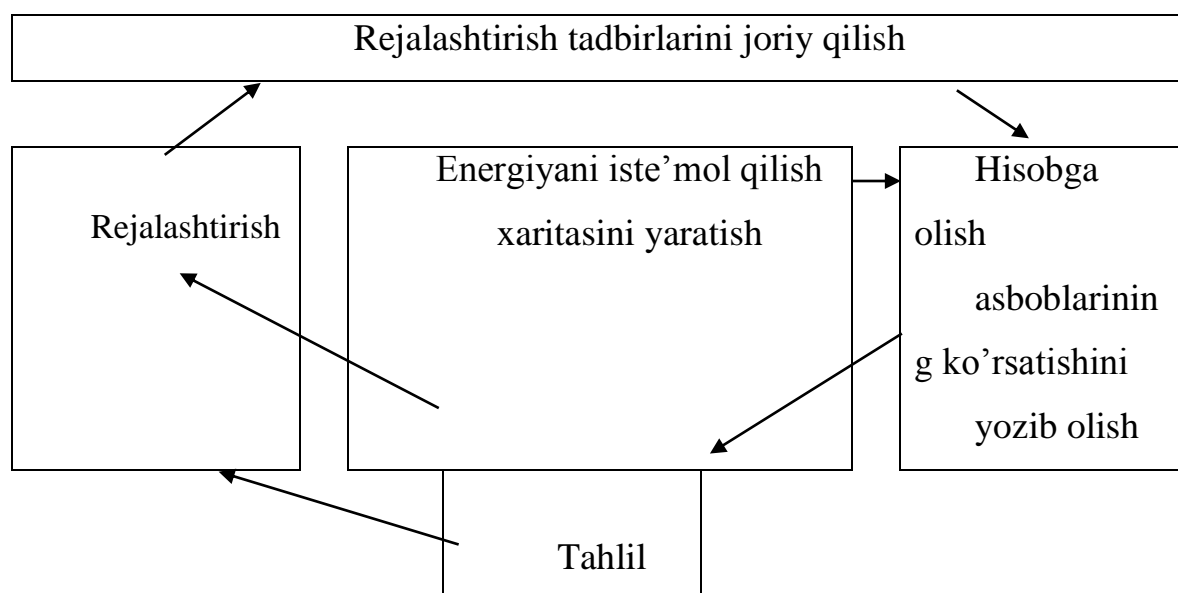 Rejalashtirish tadbirlarini joriy qilish
Rejalashtirish
Energiyani iste’mol qilish
xaritasini yaratish
Hisobga
olish
asboblarinin
g ko’rsatishini
yozib olish
Tahlil